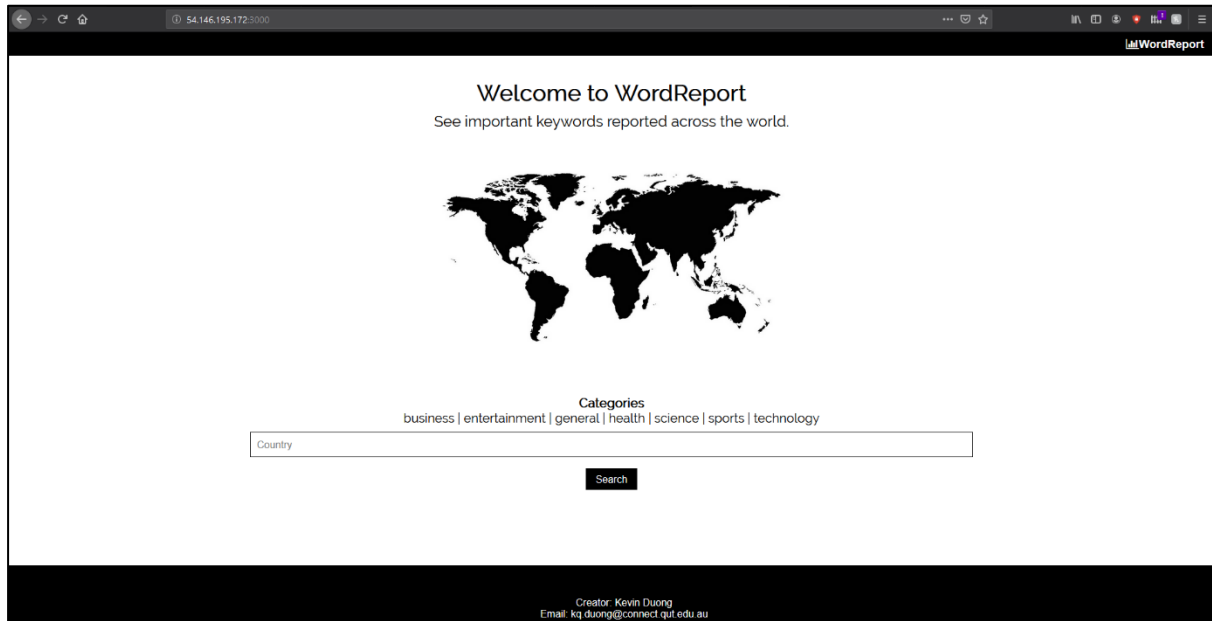 54.146.195.172:3000
WordReport
Welcome to WordReport
See important keywords reported across the world.
Categories
business | entertainment | general | health | science | sports | technology
Country
Search
Creator: Kevin Duong
Email: kq.duong@connect.qut.edu.au